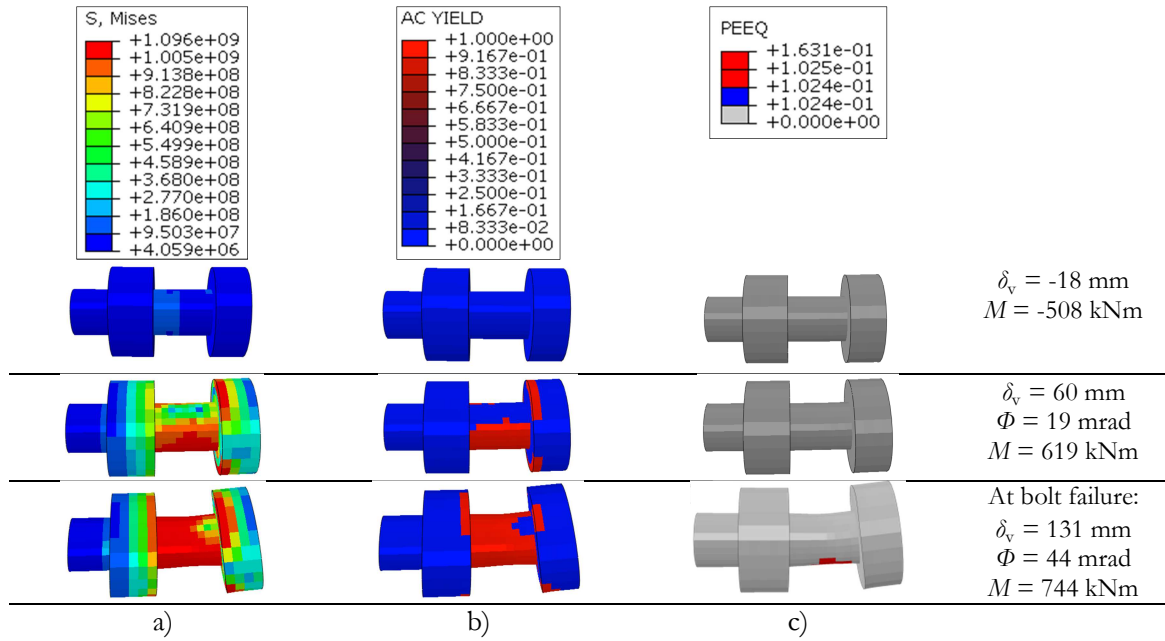 S, Mises
+1.096e+09
+1.005e+09
+9.138e+08
+8.228e+08
+7.319e+08
+6.409e+08
+5.499e+08
+4.589e+08
+3.680e+08
+2.770e+08
+1.860e+08
+9.503e+07
+4.059e+06
AC YIELD
+1.000e+00
+9.167e-01
+8.333e-01
+7.500e-01
+6.667e-01
+5.833e-01
+5.000e-01
+4.167e-01
+3.333e-01
+2.500e-01
+1.667e-01
+8.333e-02
+0.000e+00
PEEQ
+1.631e-01
+1.025e-01
+1.024e-01
+1.024e-01
+0.000e+00
δv = -18 mm
M = -508 kNm
δv = 60 mm
Φ = 19 mrad
M = 619 kNm
At bolt failure:
δv = 131 mm
Φ = 44 mrad
M = 744 kNm
a) b) c)